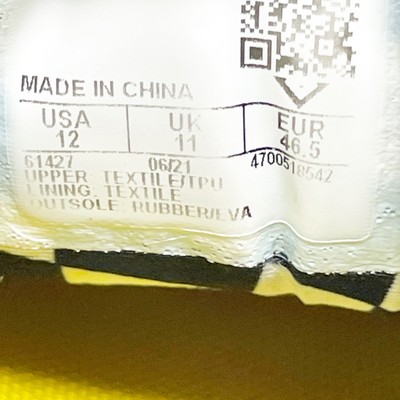 MADE IN CHINA
USA UK EUR
12 11 46.5
61427 06/21 4700518542
UPPER TEXTILE/TPU
LINING. TEXTILE
OUTSOLE. RUBBER/EVA